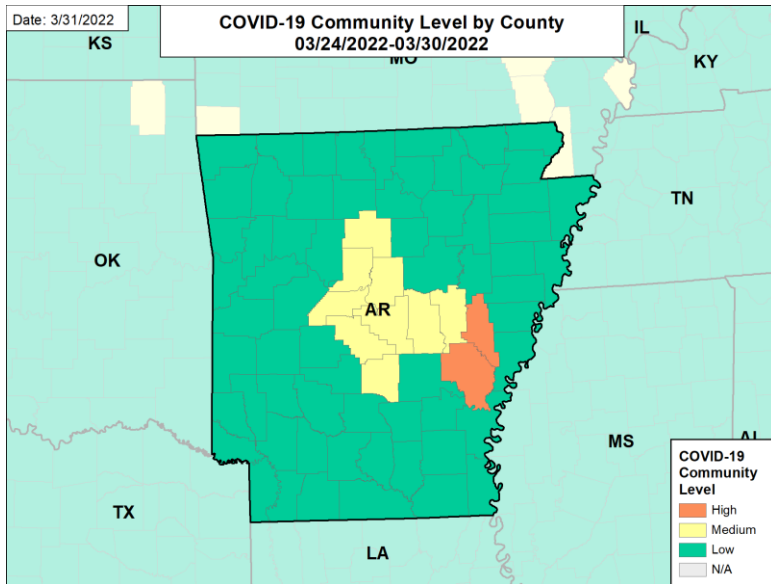 Date: 3/31/2022
COVID-19 Community Level by County
03/24/2022-03/30/2022
KS
MO
IL
KY
TN
OK
AR
MS
AL
TX
LA
COVID-19
Community
Level
High
Medium
Low
N/A